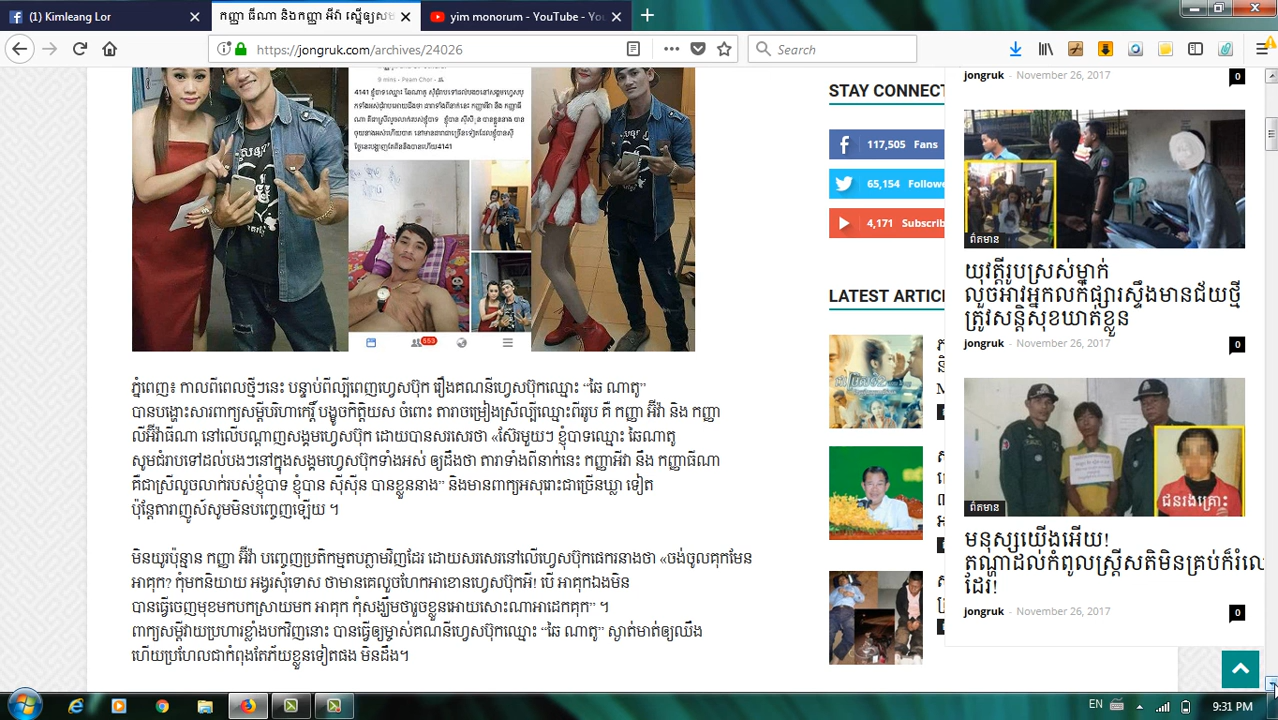 (1) Kimleang Lor
កញ្ញា ធីណា និងកញ្ញា អីវ៉ា ស្នើឲ្យសម
yim monorum - YouTube - Yo
https://jongruk.com/archives/24026
Search
9 mins · Peam Chor ·
653
ភ្នំពេញ៖ កាលពីពេលថ្មីៗនេះ បន្ទាប់ពីល្បីពេញហ្វេសប៊ុក រឿងគណនីហ្វេសប៊ុកឈ្មោះ “ឆៃ ណាតូ”
បានបង្ហោះសារពាក្យសម្តីបរិហាកេរ្តិ៍ បង្ខូចកិត្តិយស ចំពោះ តារាចម្រៀងស្រីល្បីឈ្មោះពីររូប គឺ កញ្ញា អ៊ីវ៉ា និង កញ្ញា
លីអ៊ីវ៉ាធីណា នៅលើបណ្តាញសង្គមហ្វេសប៊ុក ដោយបានសរសេរថា «ស៊ែរមួយៗ ខ្ញុំបាទឈ្មោះ ឆៃណាតូ
សូមជំរាបទៅដល់បងៗនៅក្នុងសង្គមហ្វេសប៊ុកទាំងអស់ ឲ្យដឹងថា តារាទាំងពីនាក់នេះ កញ្ញាអីវា នឹង កញ្ញាធីណា
គឺជាស្រីលួចលាក់របស់ខ្ញុំបាទ ខ្ញុំបាន ស៊ីស៊ីន បានខ្លួននាង” និងមានពាក្យអសុរោះជាច្រើនឃ្លា ទៀត
ប៉ុន្តែតារាញូស៍សូមមិនបញ្ចេញឡើយ ។
មិនយូរប៉ុន្មាន កញ្ញា អ៊ីវ៉ា បញ្ចេញប្រតិកម្មតបភ្លាមវិញដែរ ដោយសរសេរនៅលើហ្វេសប៊ុកផេករនាងថា «ចង់ចូលគុកមែន
អាគុក? កុំមកនិយាយ អង្វរសុំទោស ថាមានគេលួចហែកអាខោនហ្វេសប៊ុកអី! បើ អាគុកឯងមិន
បានធ្វើចេញមុខមកបកស្រាយមក អាគុក កុំសង្ឃឹមថារួចខ្លួនអោយសោះណាអាដេកគុក” ។
ពាក្យសម្តីវាយប្រហារខ្លាំងបកវិញនោះ បានធ្វើឲ្យម្ចាស់គណនីហ្វេសប៊ុកឈ្មោះ “ឆៃ ណាតូ” ស្ងាត់មាត់ឲ្យឈឹង
ហើយប្រហែលជាកំពុងតែភ័យខ្លួនទៀតផង មិនដឹង។
STAY CONNECT
117,505 Fans
65,154 Followe
4,171 Subscrib
LATEST ARTICL
jongruk - November 26, 2017
0
ព័ត៌មាន
យុវត្តីរូបស្រស់ម្នាក់
លួចអាវអ្នកលក់ផ្សារស្ទឹងមានជ័យថ្មី
ត្រូវសន្តិសុខឃាត់ខ្លួន
jongruk - November 26, 2017
0
ព័ត៌មាន
ជនរងគ្រោះ
មនុស្សយើងអើយ!
តណ្ហាដល់កំពូលស្ត្រីសតិមិនគ្រប់ក៏រំលោ
ដែរ!
jongruk - November 26, 2017
0
EN
9:31 PM